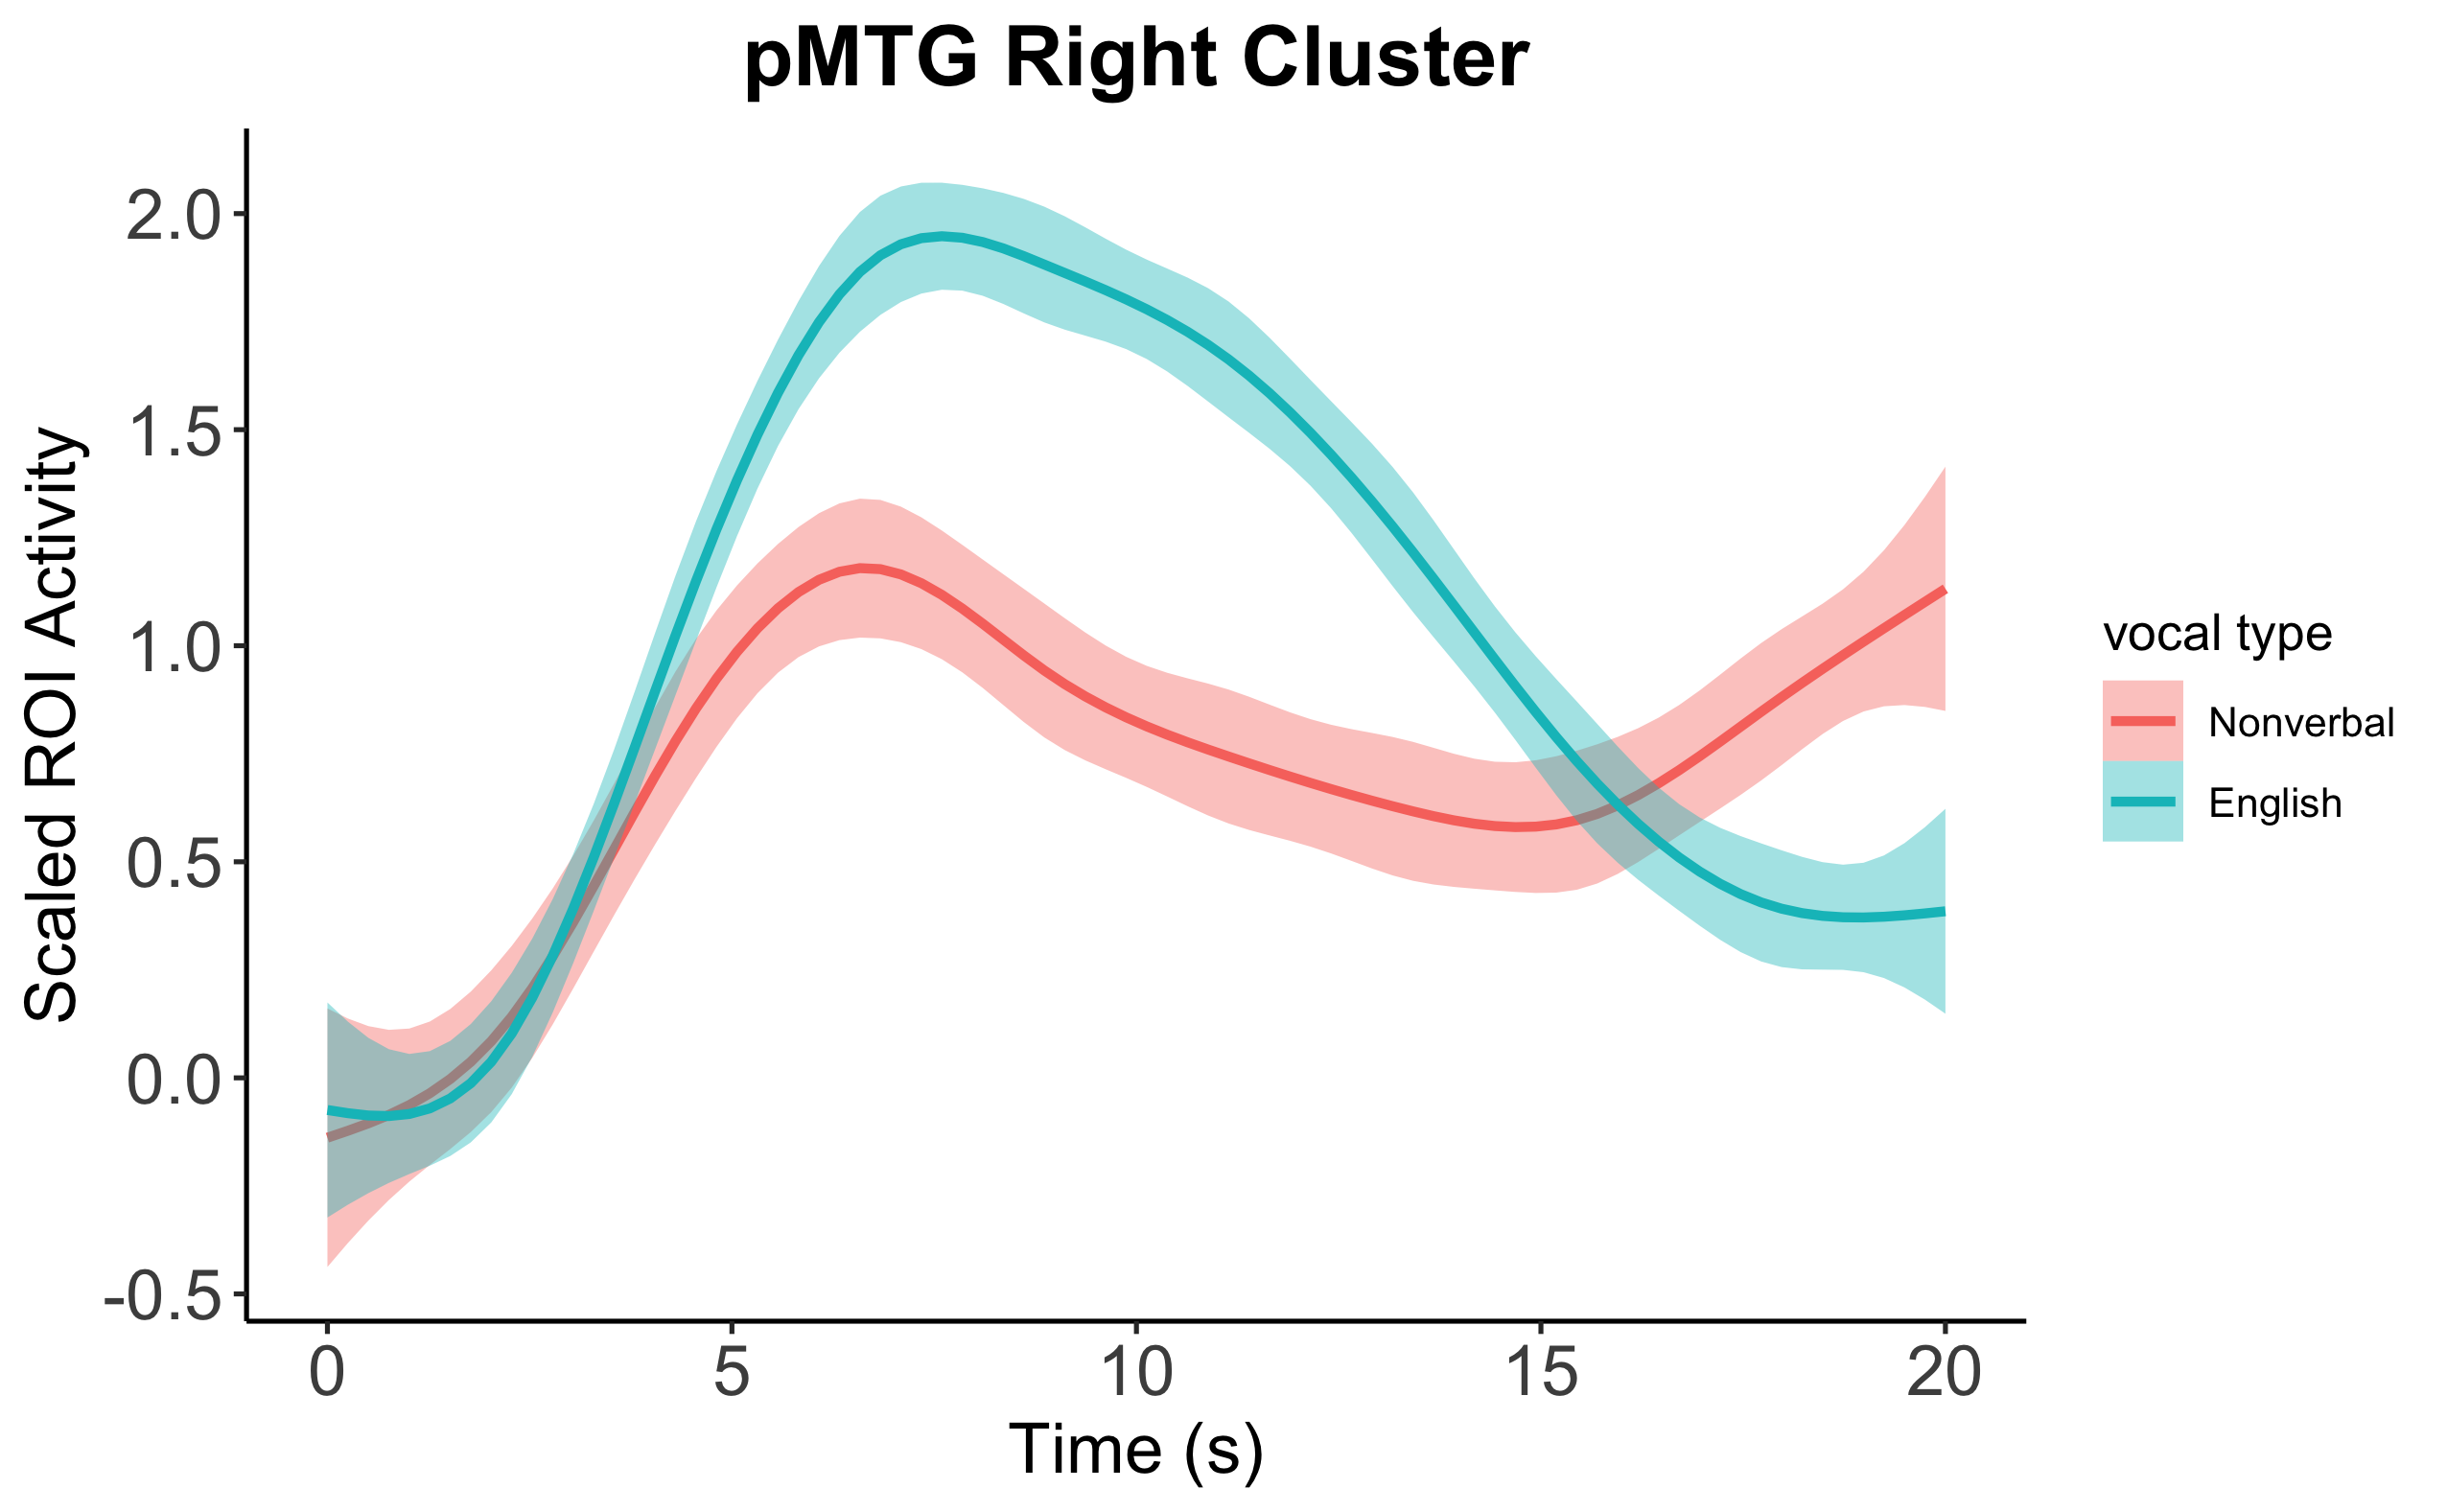 pMTG Right Cluster
Scaled ROI Activity
2.0
1.5
1.0
0.5
0.0
-0.5
0 5 10 15 20
Time (s)
vocal type
Nonverbal
English